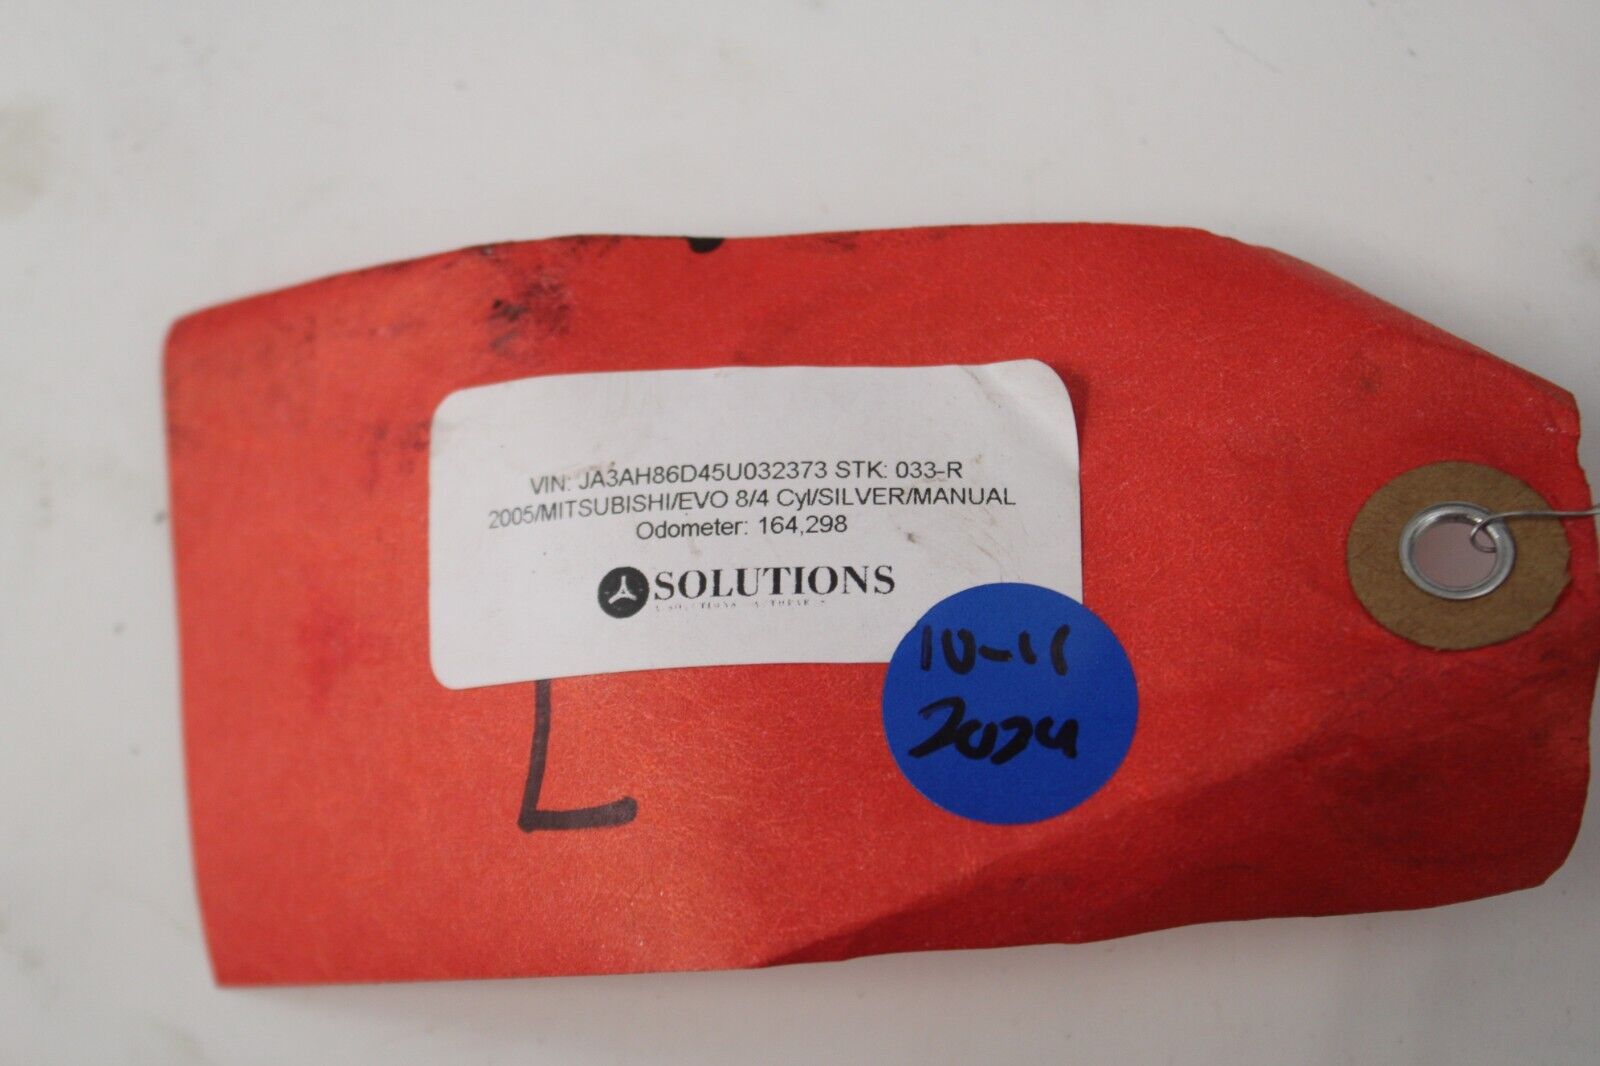 VIN: JA3AH86D45U032373 STK: 033-R
2005/MITSUBISHI/EVO 8/4 Cyl/SILVER/MANUAL
Odometer: 164,298
SOLUTIONS
10-11
2024
L